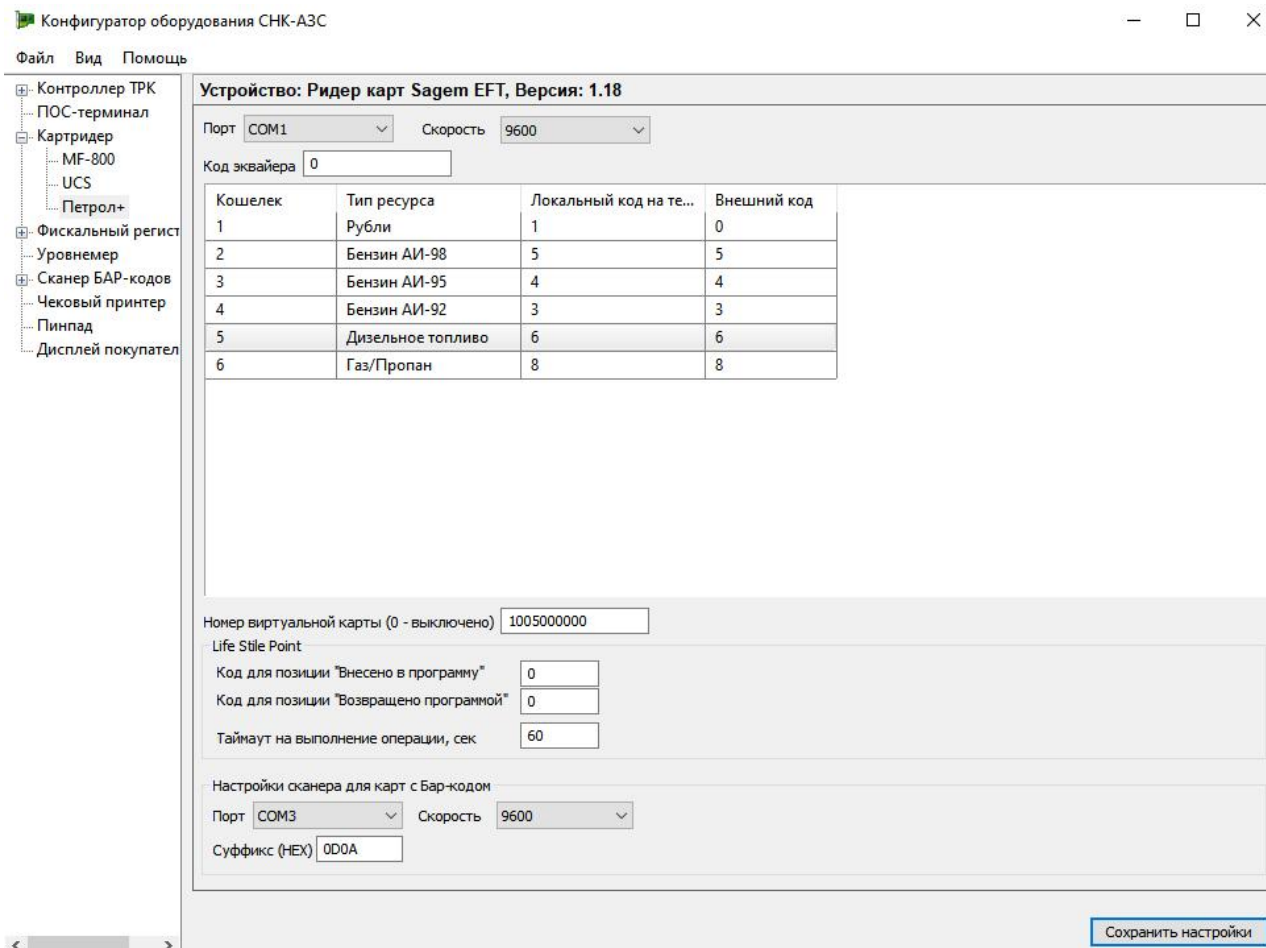 Конфигуратор оборудования СНК-АЗС
Файл Вид Помощь
Контроллер ТРК
ПОС-терминал
Картридер
MF-800
UCS
Петрол+
Фискальный регист
Уровнемер
Сканер БАР-кодов
Чековый принтер
Пинпад
Дисплей покупател
Устройство: Ридер карт Sagem EFT, Версия: 1.18
Порт COM1 Скорость 9600
Код эквайера 0
Кошелек Тип ресурса Локальный код на те... Внешний код
1 Рубли 1 0
2 Бензин АИ-98 5 5
3 Бензин АИ-95 4 4
4 Бензин АИ-92 3 3
5 Дизельное топливо 6 6
6 Газ/Пропан 8 8
Номер виртуальной карты (0 - выключено) 1005000000
Life Stile Point
Код для позиции "Внесено в программу" 0
Код для позиции "Возвращено программой" 0
Таймаут на выполнение операции, сек 60
Настройки сканера для карт с Бар-кодом
Порт COM3 Скорость 9600
Суффикс (HEX) 0D0A
Сохранить настройки